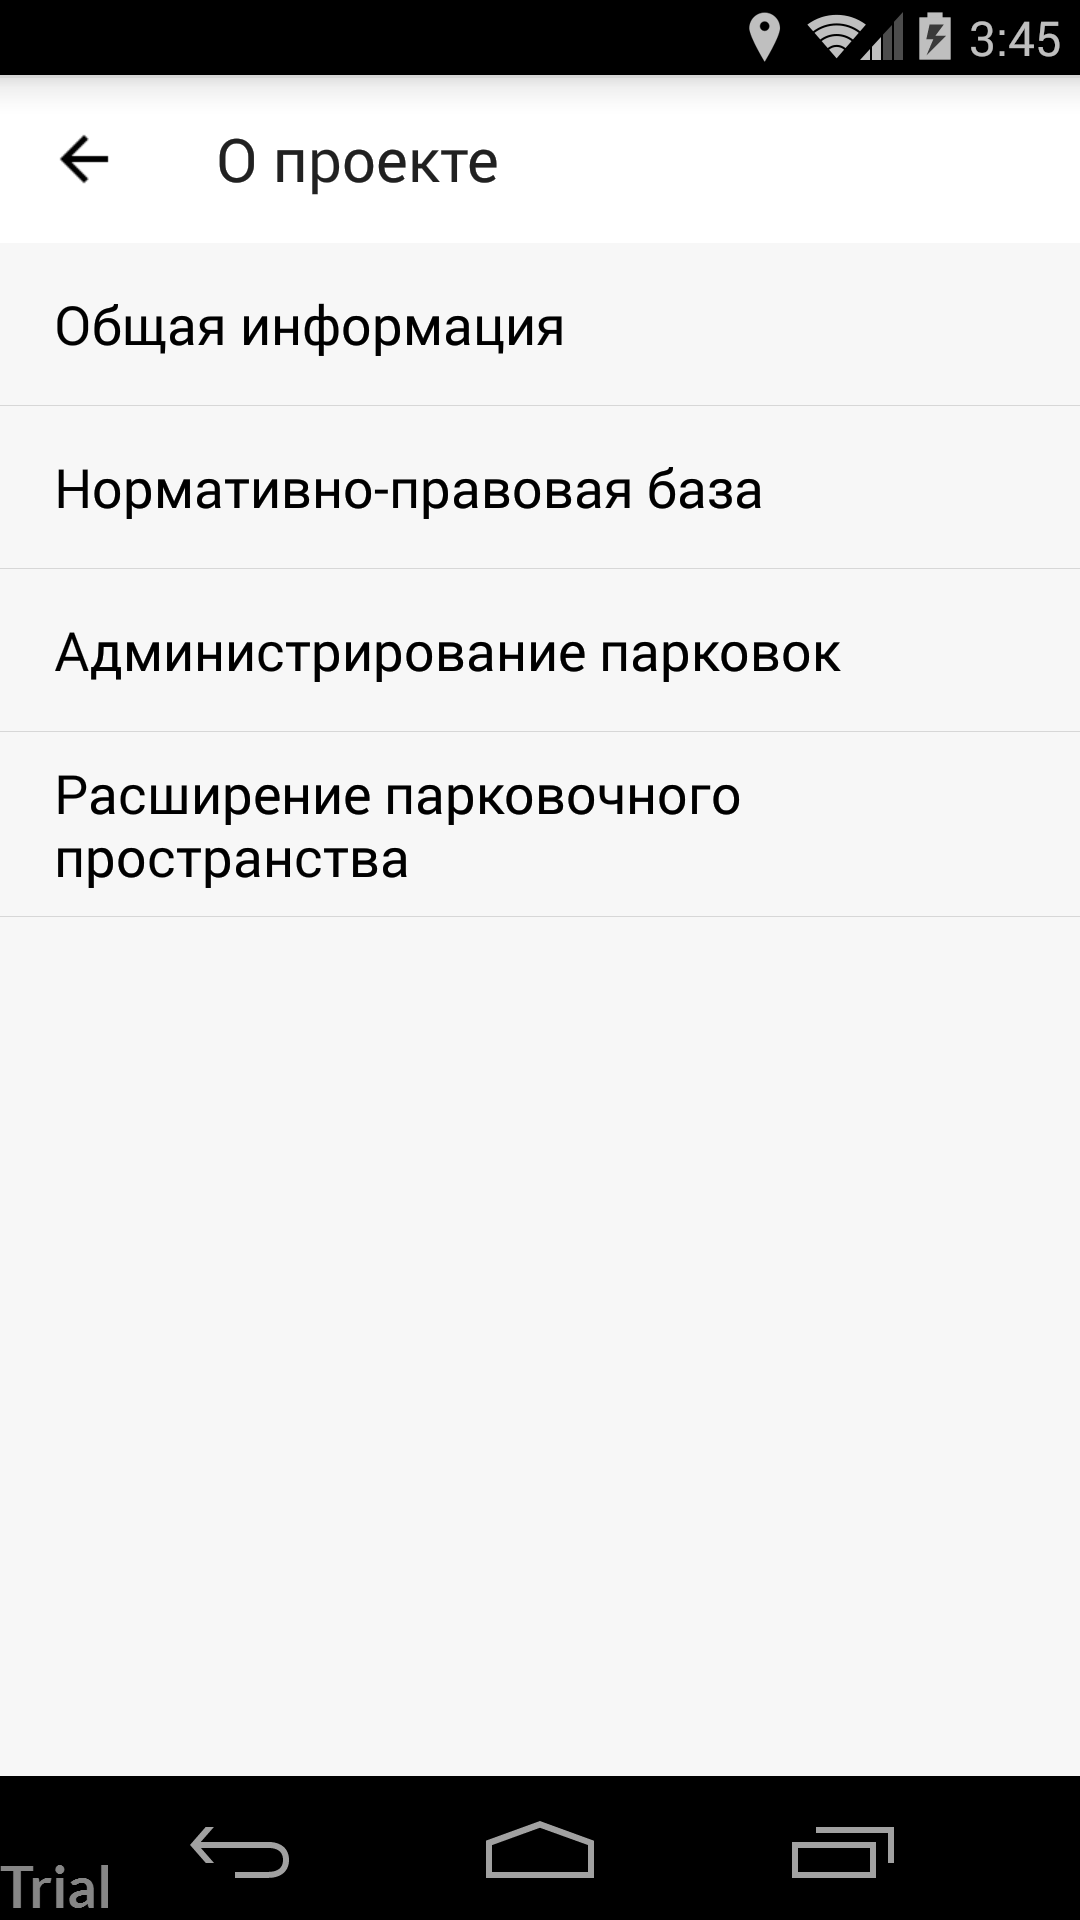 3:45
О проекте
Общая информация
Нормативно-правовая база
Администрирование парковок
Расширение парковочного
пространства
Trial